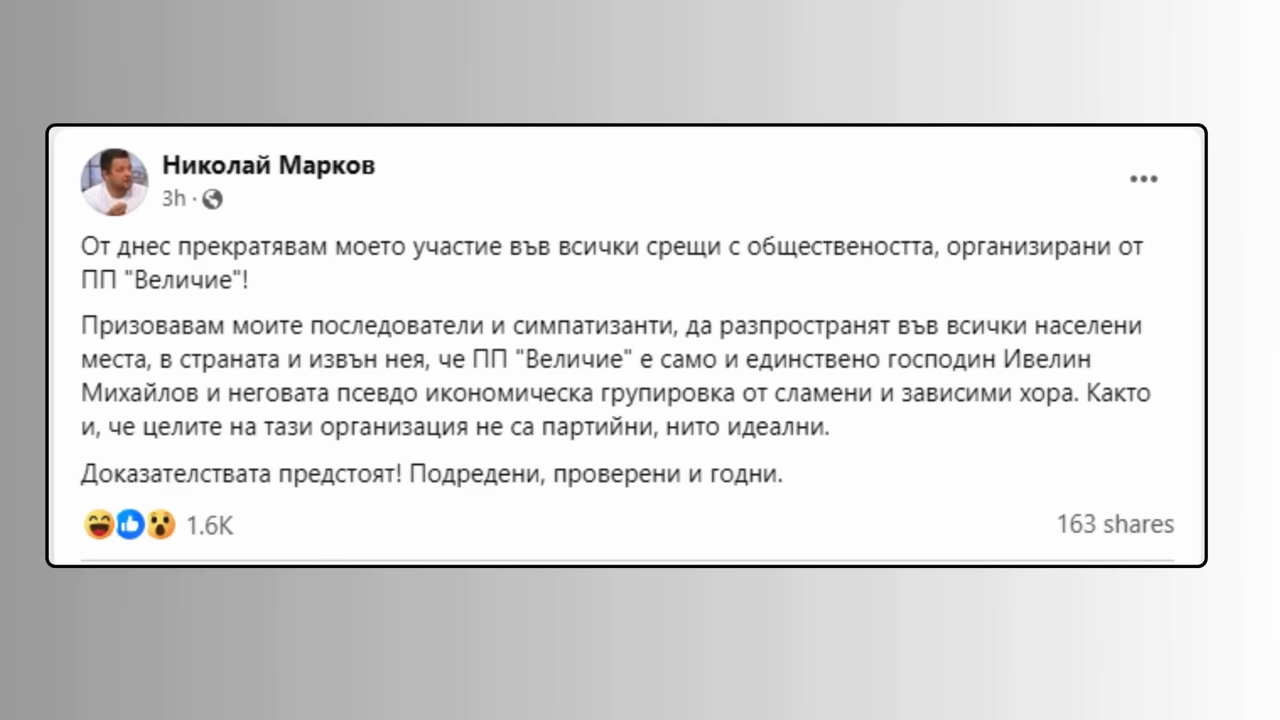 Николай Марков
3h ·
От днес прекратявам моето участие във всички срещи с обществеността, организирани от
ПП "Величие"!
Призовавам моите последователи и симпатизанти, да разпространят във всички населени
места, в страната и извън нея, че ПП "Величие" е само и единствено господин Ивелин
Михайлов и неговата псевдо икономическа групировка от сламени и зависими хора. Както
и, че целите на тази организация не са партийни, нито идеални.
Доказателствата предстоят! Подредени, проверени и годни.
1.6K
163 shares